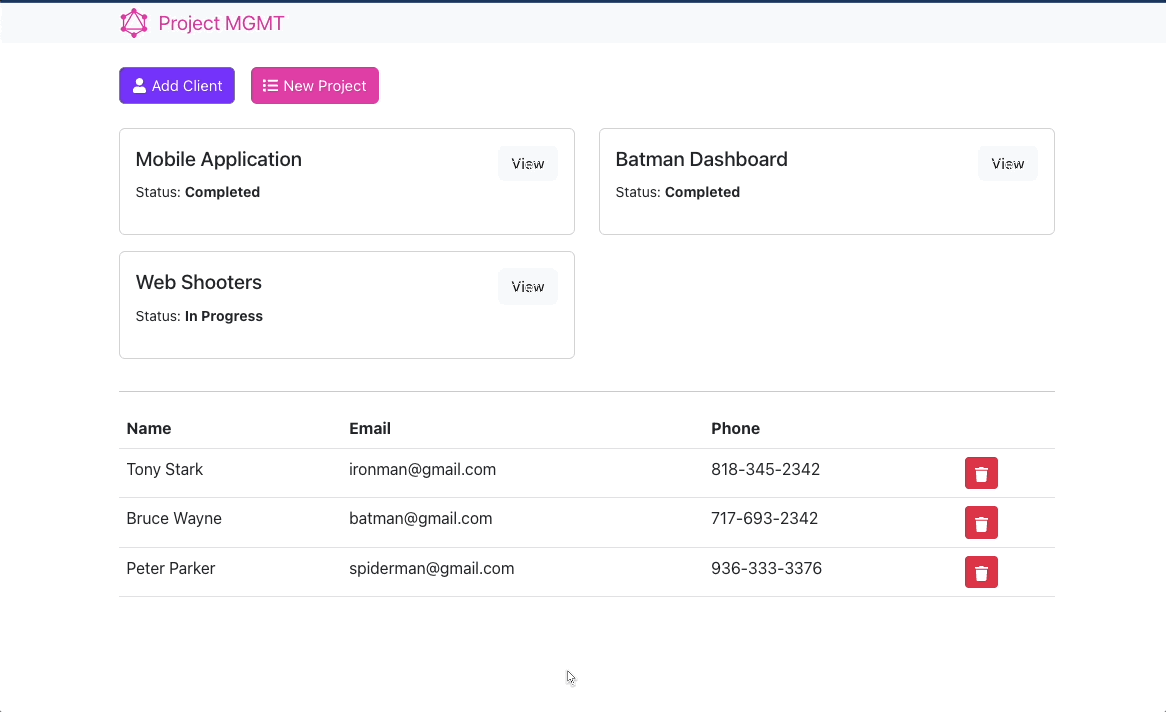 Project MGMT
Add Client New Project
Mobile Application View
Status: Completed
Batman Dashboard View
Status: Completed
Web Shooters View
Status: In Progress
Name Email Phone
Tony Stark ironman@gmail.com 818-345-2342
Bruce Wayne batman@gmail.com 717-693-2342
Peter Parker spiderman@gmail.com 936-333-3376